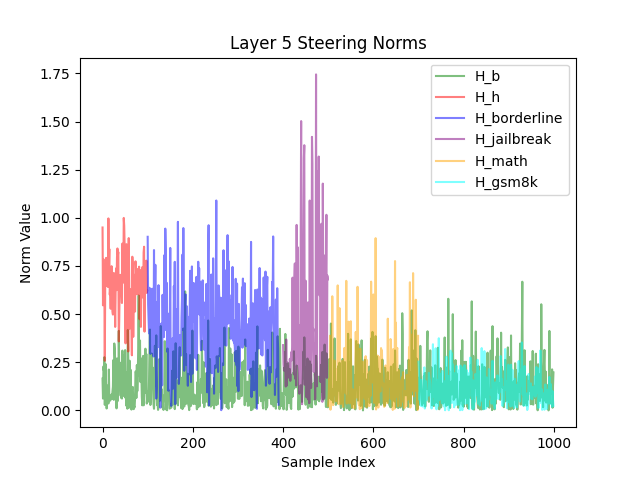 Layer 5 Steering Norms
Norm Value
1.75
1.50
1.25
1.00
0.75
0.50
0.25
0.00
H_b
H_h
H_borderline
H_jailbreak
H_math
H_gsm8k
0
200
400
600
800
1000
Sample Index